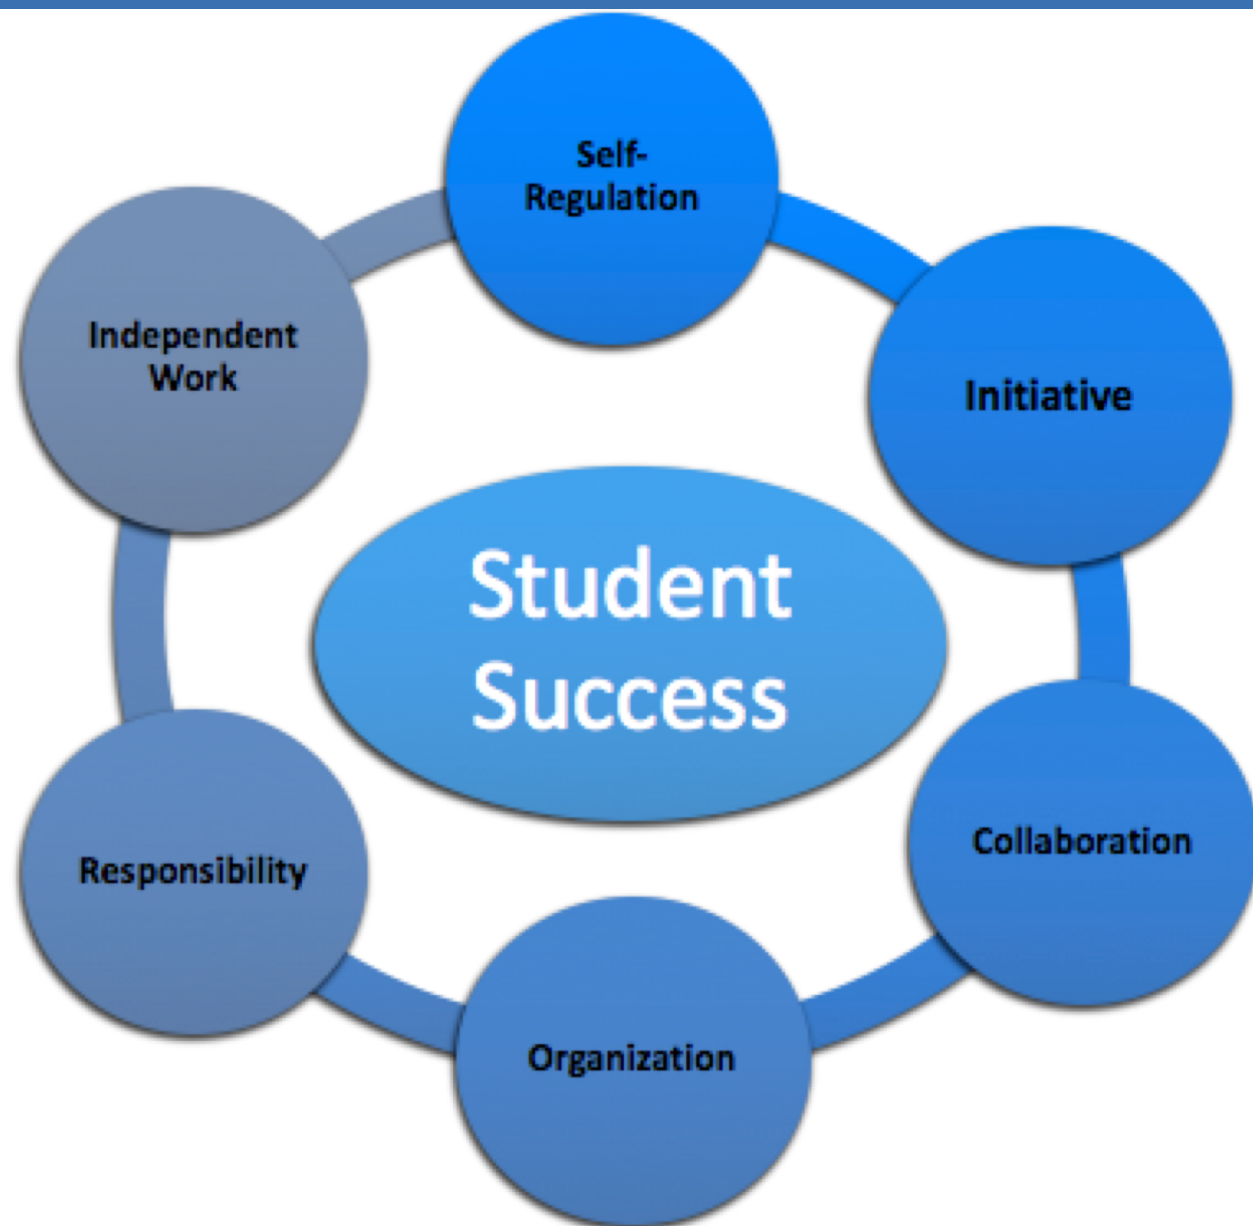 Self-
Regulation
Initiative
Collaboration
Organization
Responsibility
Independent
Work
Student
Success